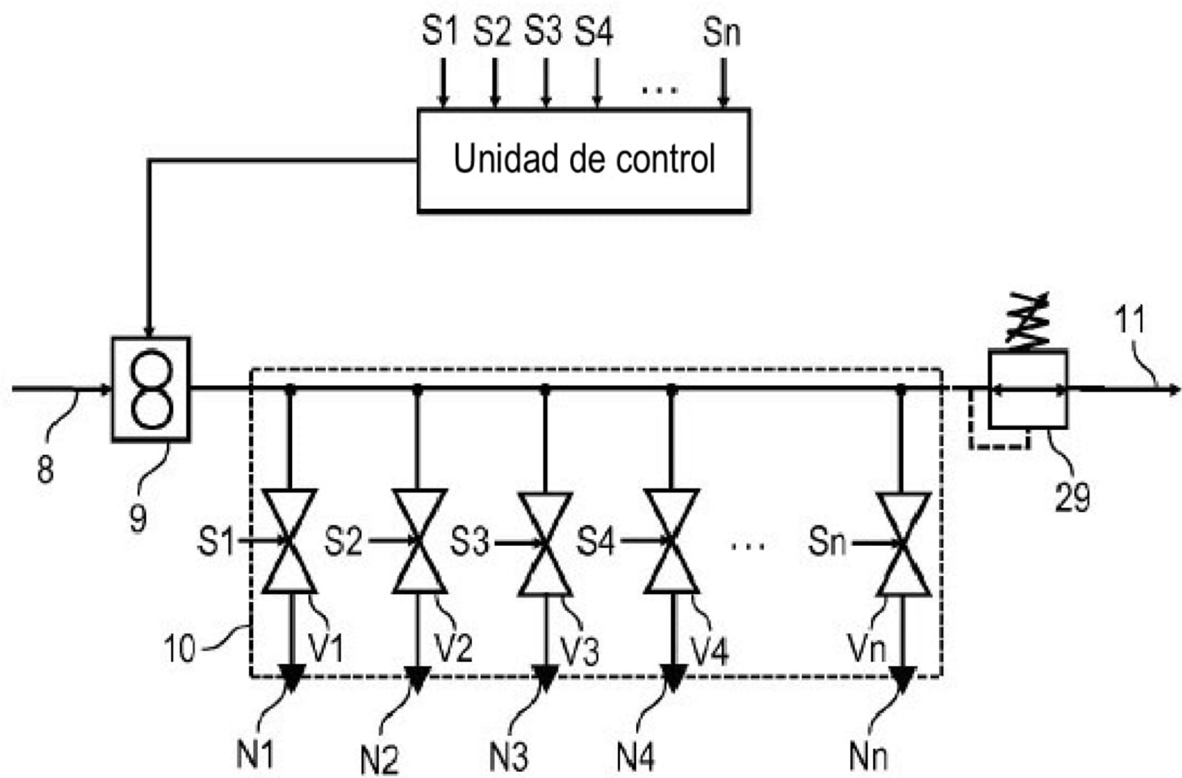 S1 S2 S3 S4 ... Sn
Unidad de control
11
8
9
29
S1 S2 S3 S4 ... Sn
10 V1 V2 V3 V4 Vn
N1 N2 N3 N4 Nn